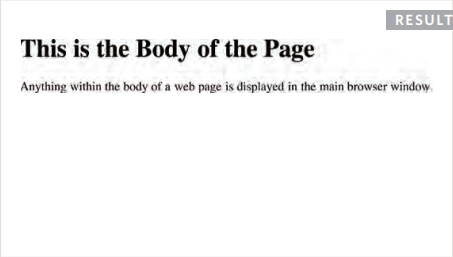 RESULT
This is the Body of the Page
Anything within the body of a web page is displayed in the main browser window.